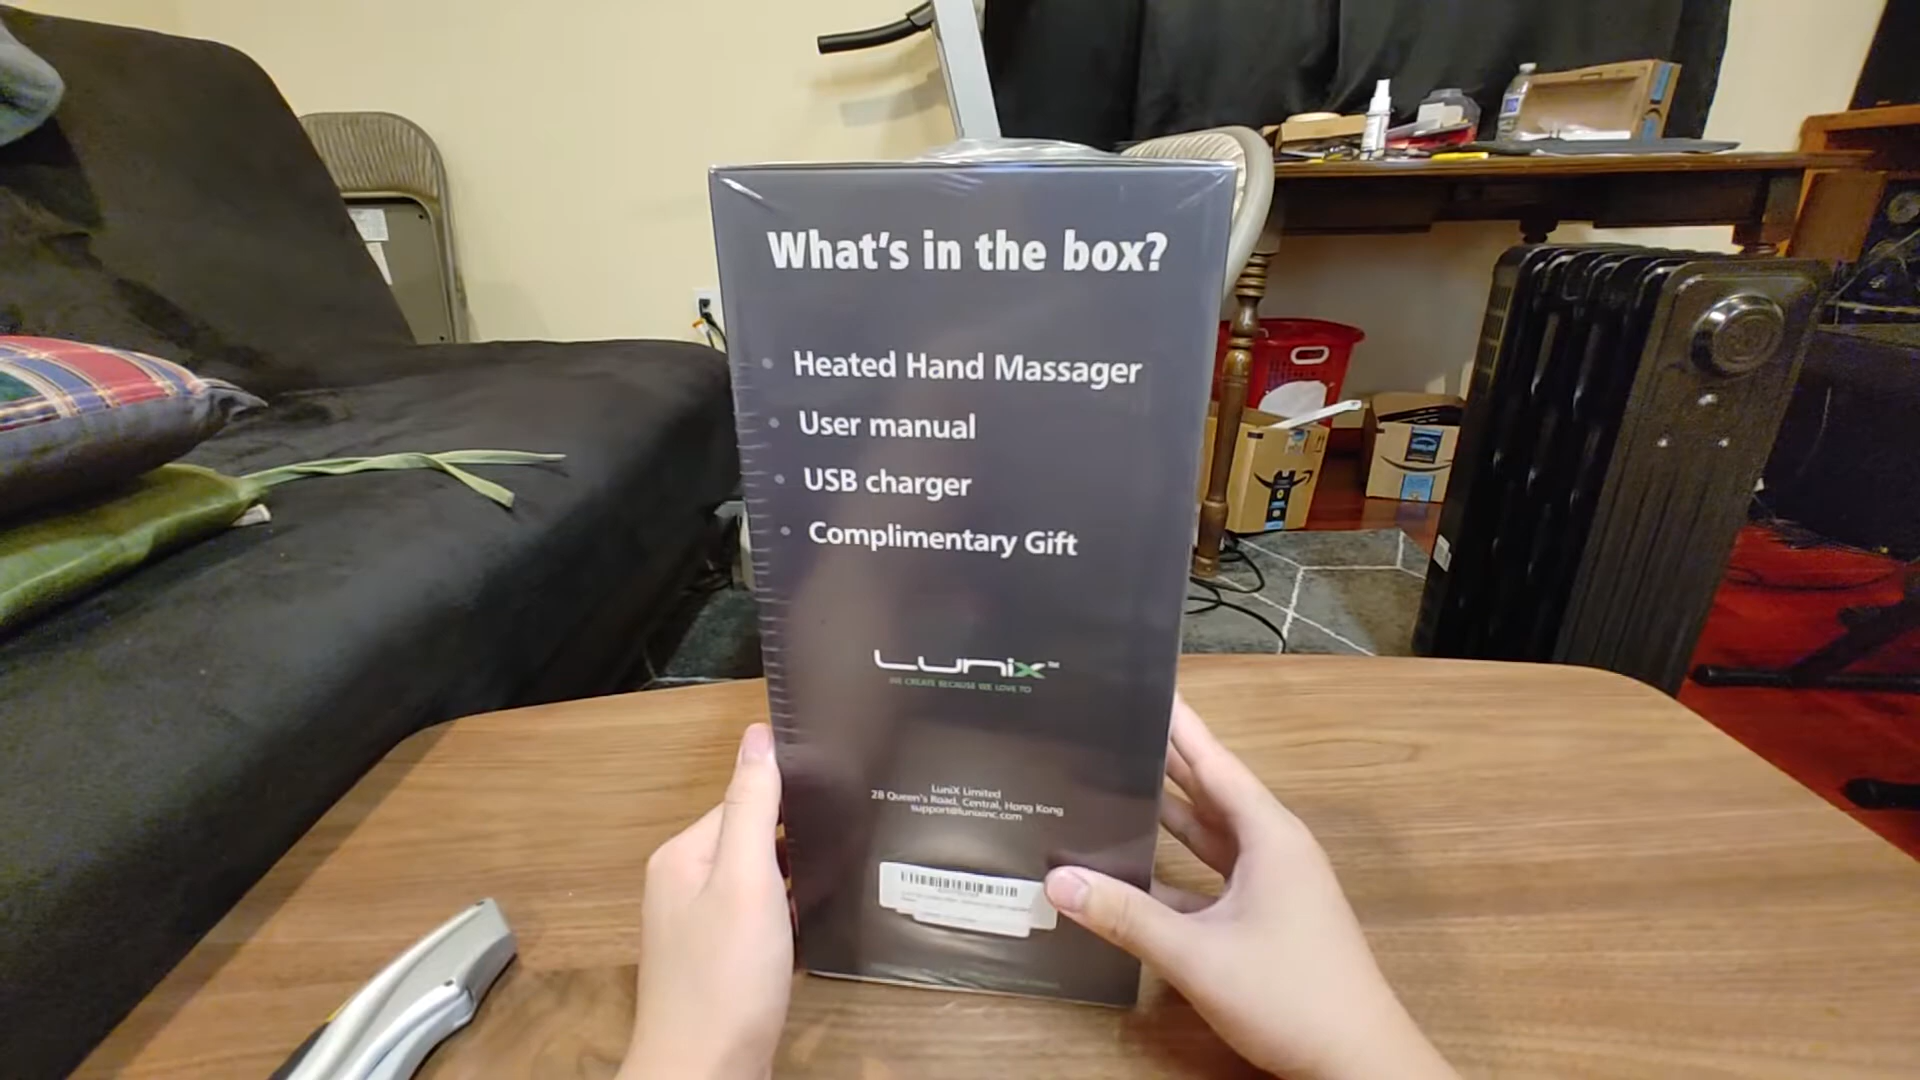 What's in the box?
• Heated Hand Massager
• User manual
• USB charger
• Complimentary Gift
Lunix™
WE CREATE BECAUSE WE LOVE TO
LuniX Limited
28 Queen's Road, Central, Hong Kong
support@lunixinc.com